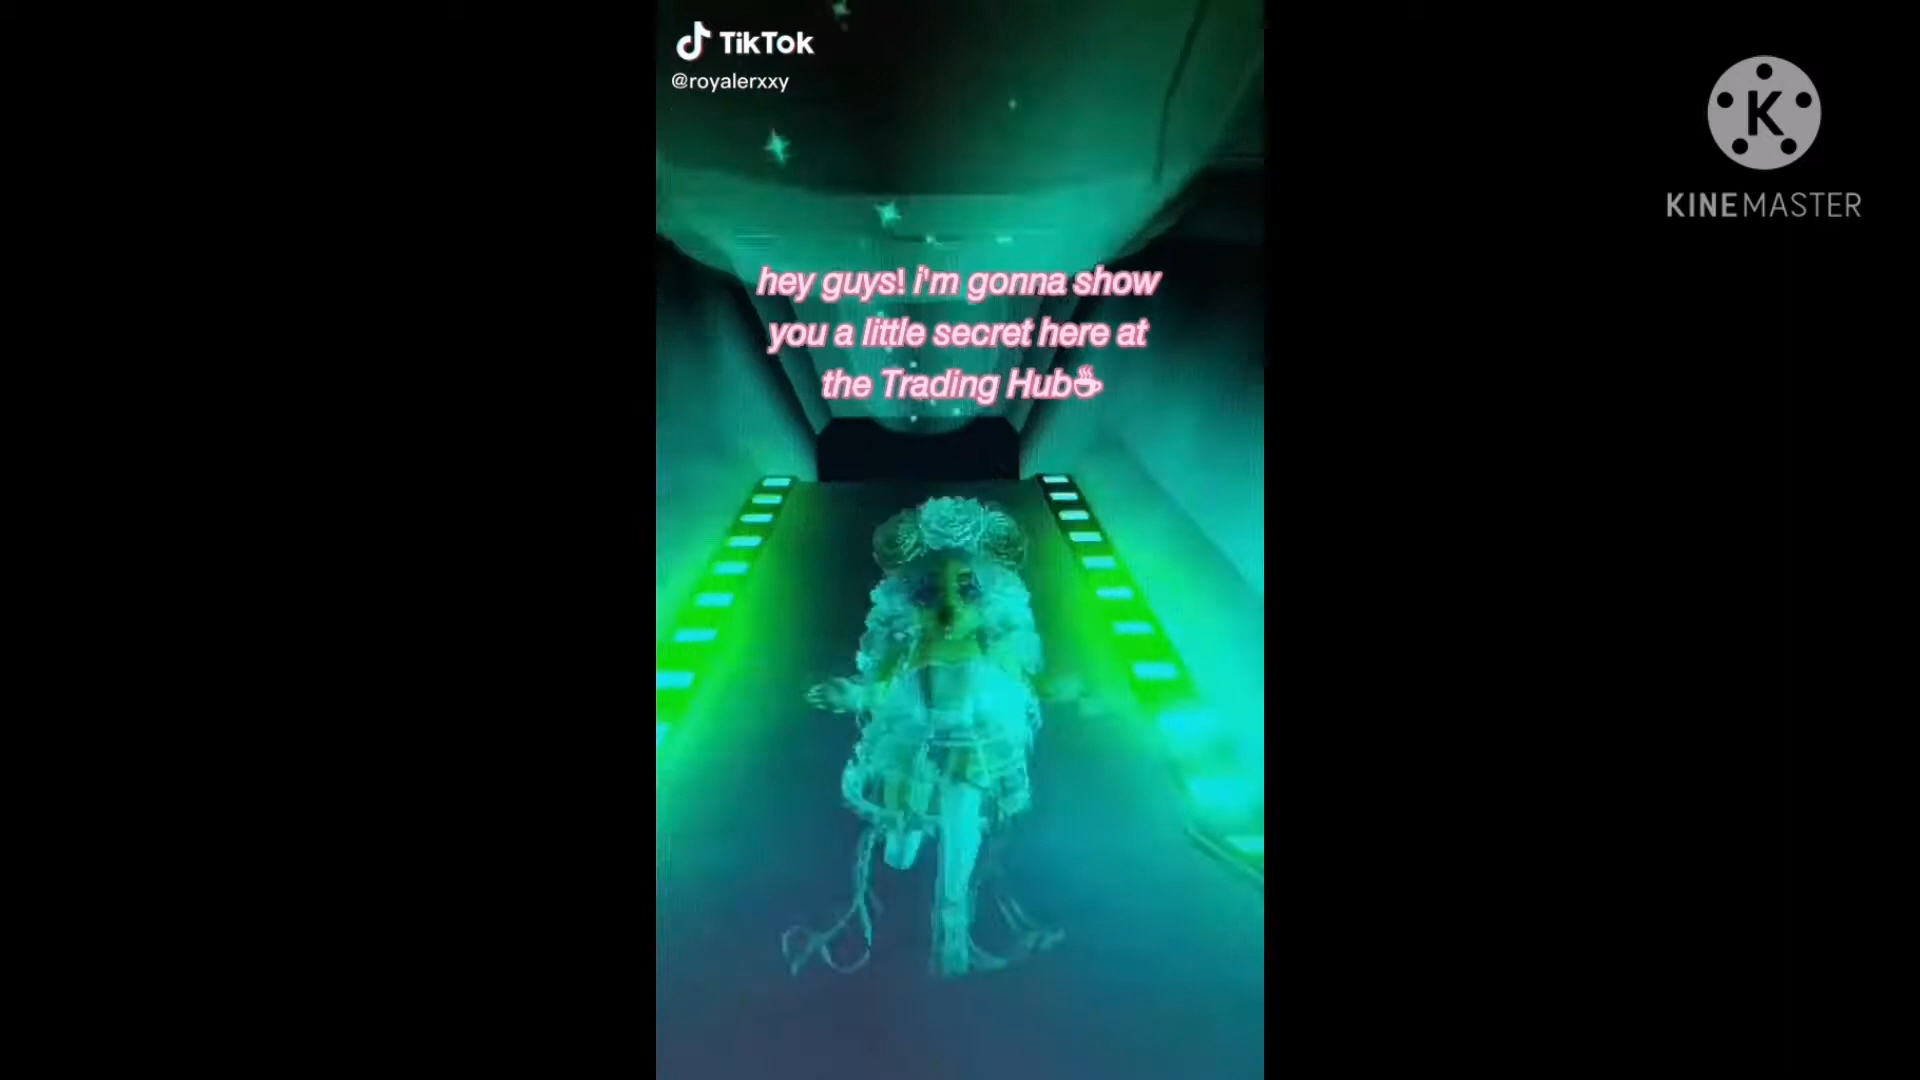 TikTok
@royalerxxy
K
KINEMASTER
hey guys! i'm gonna show
you a little secret here at
the Trading Hub☕